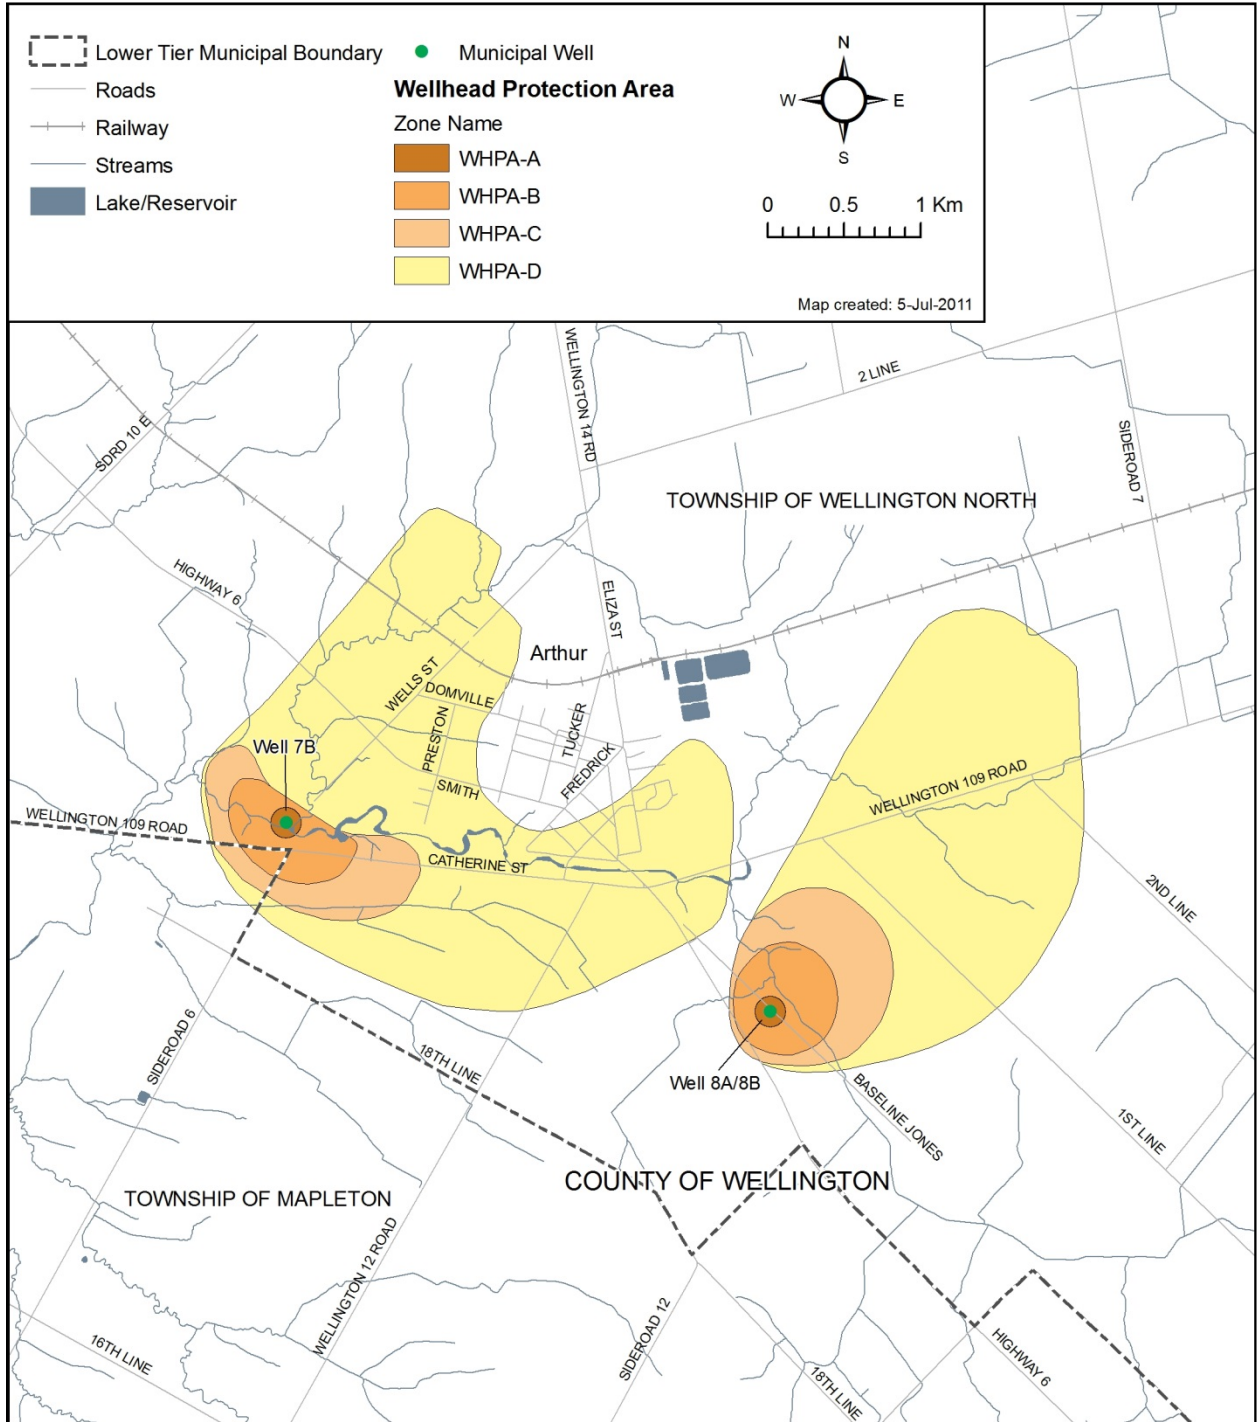 Lower Tier Municipal Boundary
Roads
Railway
Streams
Lake/Reservoir
Municipal Well
Wellhead Protection Area
Zone Name
WHPA-A
WHPA-B
WHPA-C
WHPA-D
N
W E
S
0 0.5 1 Km
Map created: 5-Jul-2011
WELLINGTON 14 RD
2 LINE
SDRD 10 E
SIDEROAD 7
TOWNSHIP OF WELLINGTON NORTH
HIGHWAY 6
ELIZA ST
Arthur
WELLS ST
DOMVILLE
PRESTON
TUCKER
FREDRICK
Well 7B
SMITH
WELLINGTON 109 ROAD
WELLINGTON 109 ROAD
CATHERINE ST
2ND LINE
SIDEROAD 6
18TH LINE
Well 8A/8B
BASELINE JONES
1ST LINE
COUNTY OF WELLINGTON
TOWNSHIP OF MAPLETON
WELLINGTON 12 ROAD
SIDEROAD 12
16TH LINE
18TH LINE
HIGHWAY 6